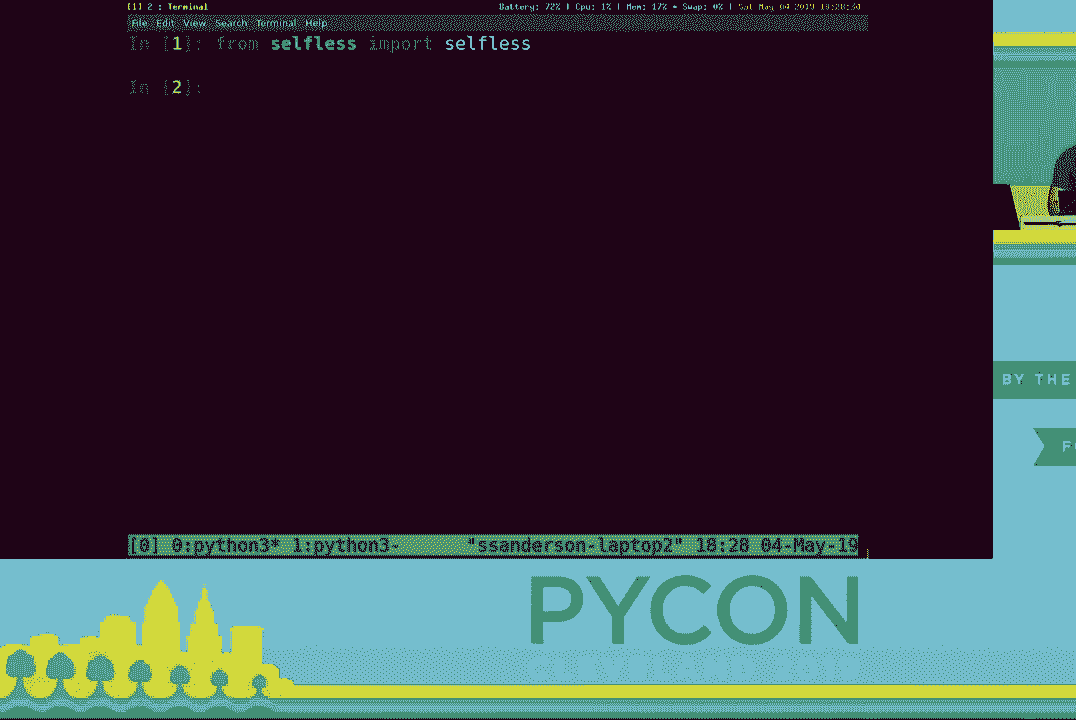 [1] 2 : Terminal
Battery: 72% | Cpu: 1% | Mem: 17% * Swap: 0% | Sat May 04 2019 18:28:30
File Edit View Search Terminal Help
In [1]: from selfless import selfless
In [2]:
BY THE
[0] 0:python3* 1:python3- "ssanderson-laptop2" 18:28 04-May-19
PYCON